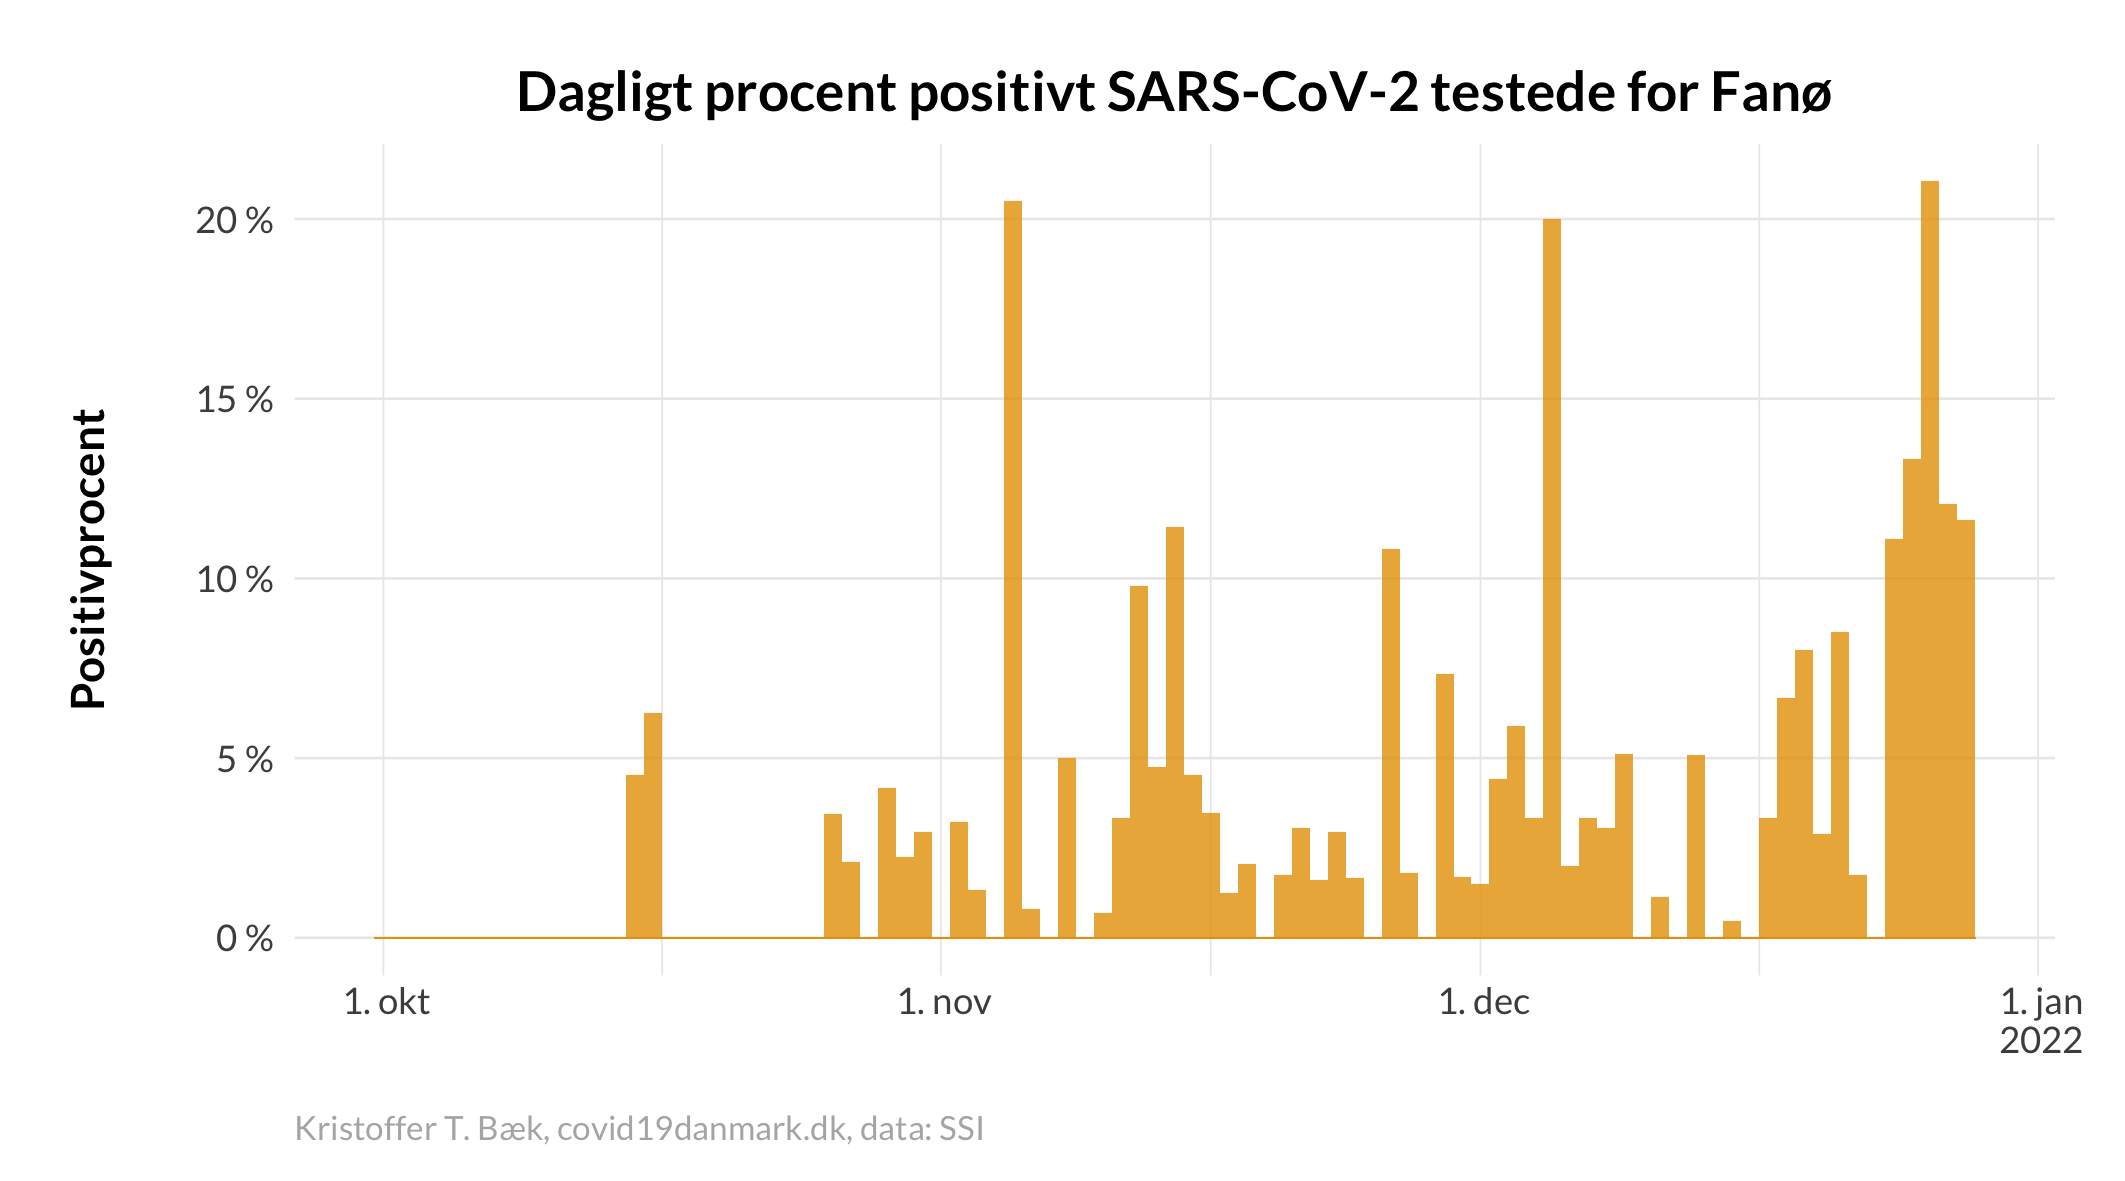 Dagligt procent positivt SARS-CoV-2 testede for Fanø
Positivprocent
20 %
15 %
10 %
5 %
0 %
1. okt
1. nov
1. dec
1. jan
2022
Kristoffer T. Bæk, covid19danmark.dk, data: SSI